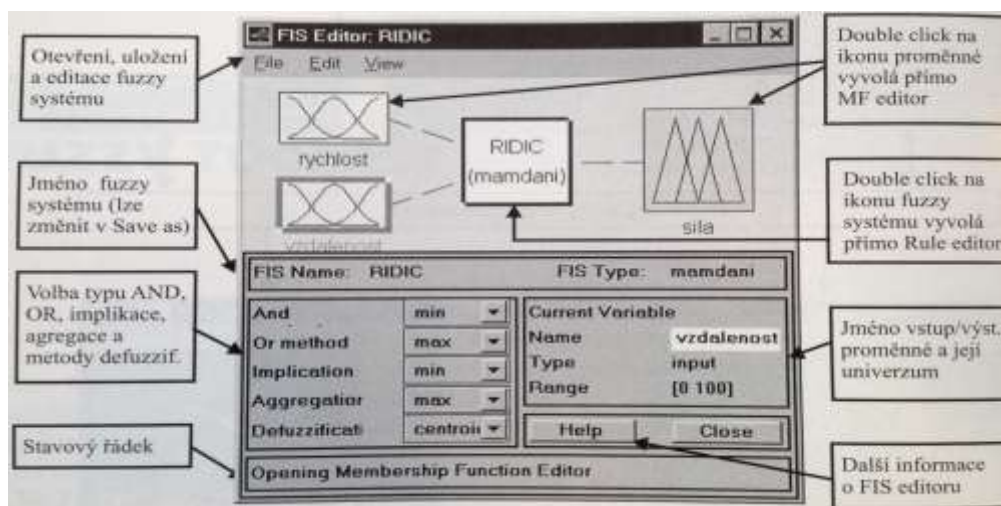 Otevření, uložení
a editace fuzzy
systému
Jméno fuzzy
systému (lze
změnit v Save as)
Volba typu AND,
OR, implikace,
agregace a
metody defuzzif.
Stavový řádek
FIS Editor: RIDIC
File Edit View
rychlost
vzdalenost
RIDIC
(mamdani)
sila
FIS Name: RIDIC FIS Type: mamdani
And min
Or method max
Implication min
Aggregation max
Defuzzificati centroi
Current Variable
Name vzdalenost
Type input
Range [0 100]
Help Close
Opening Membership Function Editor
Double click na
ikonu proměnné
vyvolá přímo
MF editor
Double click na
ikonu fuzzy
systému vyvolá
přímo Rule editor
Jméno vstup/výst.
proměnné a její
univerzum
Další informace
o FIS editoru